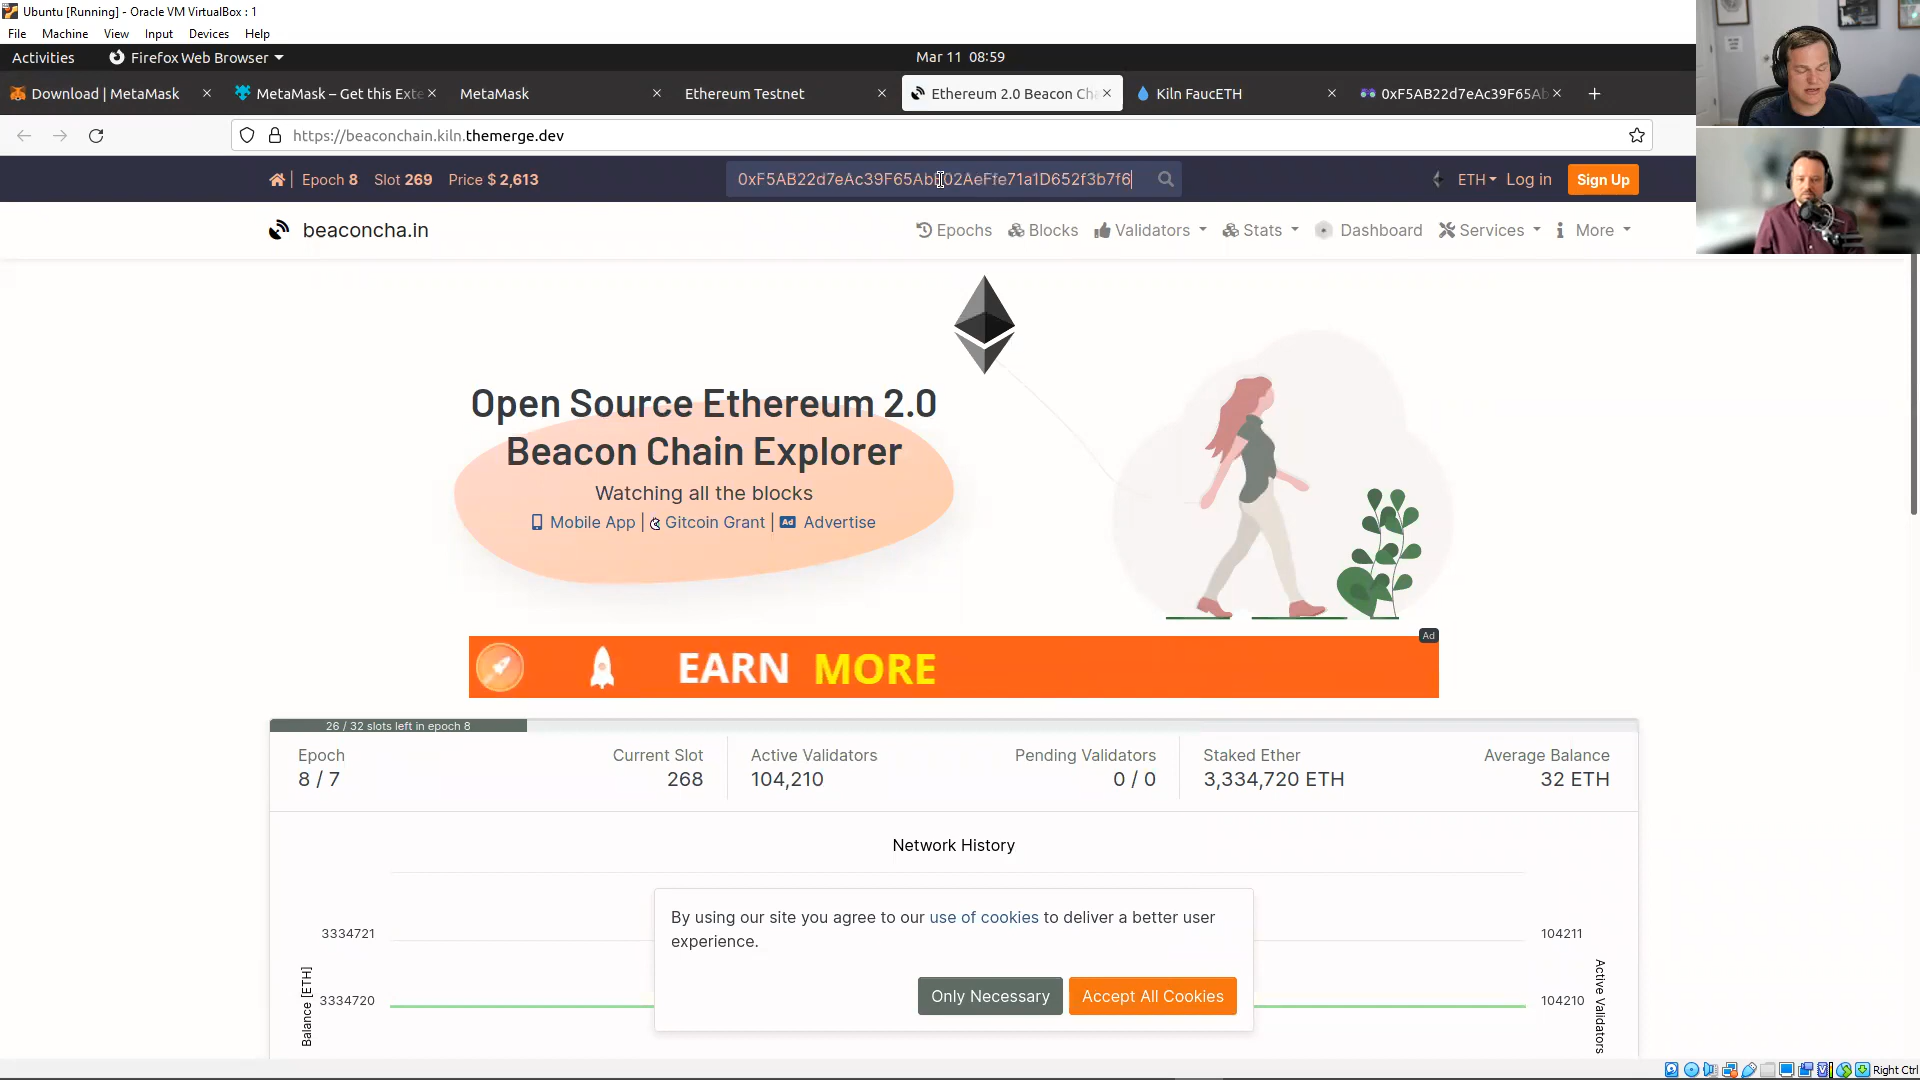 Ubuntu [Running] - Oracle VM VirtualBox : 1
File Machine View Input Devices Help
Activities Firefox Web Browser Mar 11 08:59
Download | MetaMask MetaMask – Get this Exte MetaMask Ethereum Testnet Ethereum 2.0 Beacon Cha Kiln FaucETH 0xF5AB22d7eAc39F65Ab
https://beaconchain.kiln.themerge.dev
Epoch 8 Slot 269 Price $ 2,613 ETH Log in Sign Up
beaconcha.in Epochs Blocks Validators Stats Dashboard Services More
Open Source Ethereum 2.0
Beacon Chain Explorer
Watching all the blocks
Mobile App | Gitcoin Grant | Ad Advertise
Ad
EARN MORE
26 / 32 slots left in epoch 8
Epoch Current Slot Active Validators Pending Validators Staked Ether Average Balance
8 / 7 268 104,210 0 / 0 3,334,720 ETH 32 ETH
Network History
By using our site you agree to our use of cookies to deliver a better user
experience.
3334721 104211
Only Necessary Accept All Cookies
3334720 104210
Balance [ETH]
Active Validators
Right Ctrl